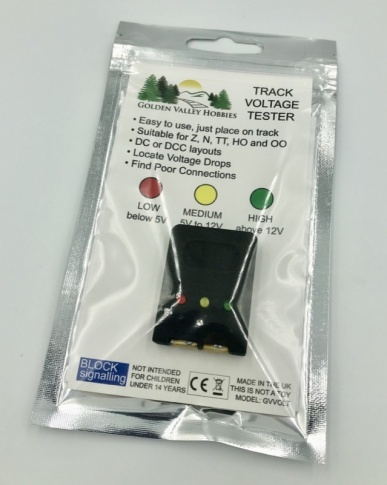 GOLDEN VALLEY HOBBIES
TRACK
VOLTAGE
TESTER
• Easy to use, just place on track
• Suitable for Z, N, TT, HO and OO
• DC or DCC layouts
• Locate Voltage Drops
• Find Poor Connections
LOW
below 5V
MEDIUM
5V to 12V
HIGH
above 12V
BLOCK
signalling
NOT INTENDED
FOR CHILDREN
UNDER 14 YEARS
CE
MADE IN THE UK
THIS IS NOT A TOY
MODEL: GVVOLT